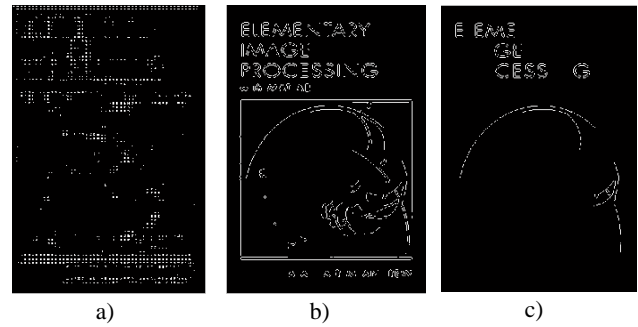 ELEMENTARY
IMAGE
PROCESSING
E EME
GE
CESS G
a)
b)
c)